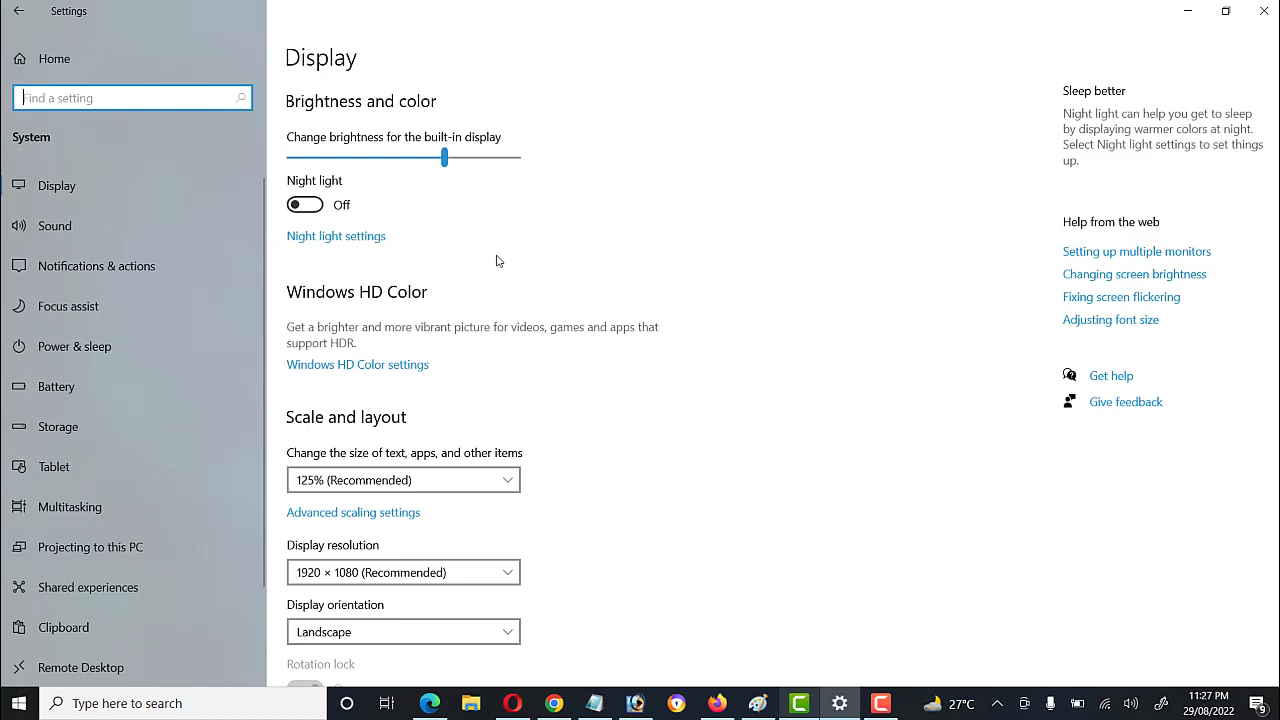 Settings
Home
Find a setting
System
Display
Sound
Notifications & actions
Focus assist
Power & sleep
Battery
Storage
Tablet
Multitasking
Projecting to this PC
Shared experiences
Clipboard
Remote Desktop
Display
Brightness and color
Change brightness for the built-in display
Night light
Off
Night light settings
Windows HD Color
Get a brighter and more vibrant picture for videos, games and apps that
support HDR.
Windows HD Color settings
Scale and layout
Change the size of text, apps, and other items
125% (Recommended)
Advanced scaling settings
Display resolution
1920 × 1080 (Recommended)
Display orientation
Landscape
Rotation lock
Sleep better
Night light can help you get to sleep
by displaying warmer colors at night.
Select Night light settings to set things
up.
Help from the web
Setting up multiple monitors
Changing screen brightness
Fixing screen flickering
Adjusting font size
Get help
Give feedback
Type here to search
27°C
11:27 PM
29/08/2022